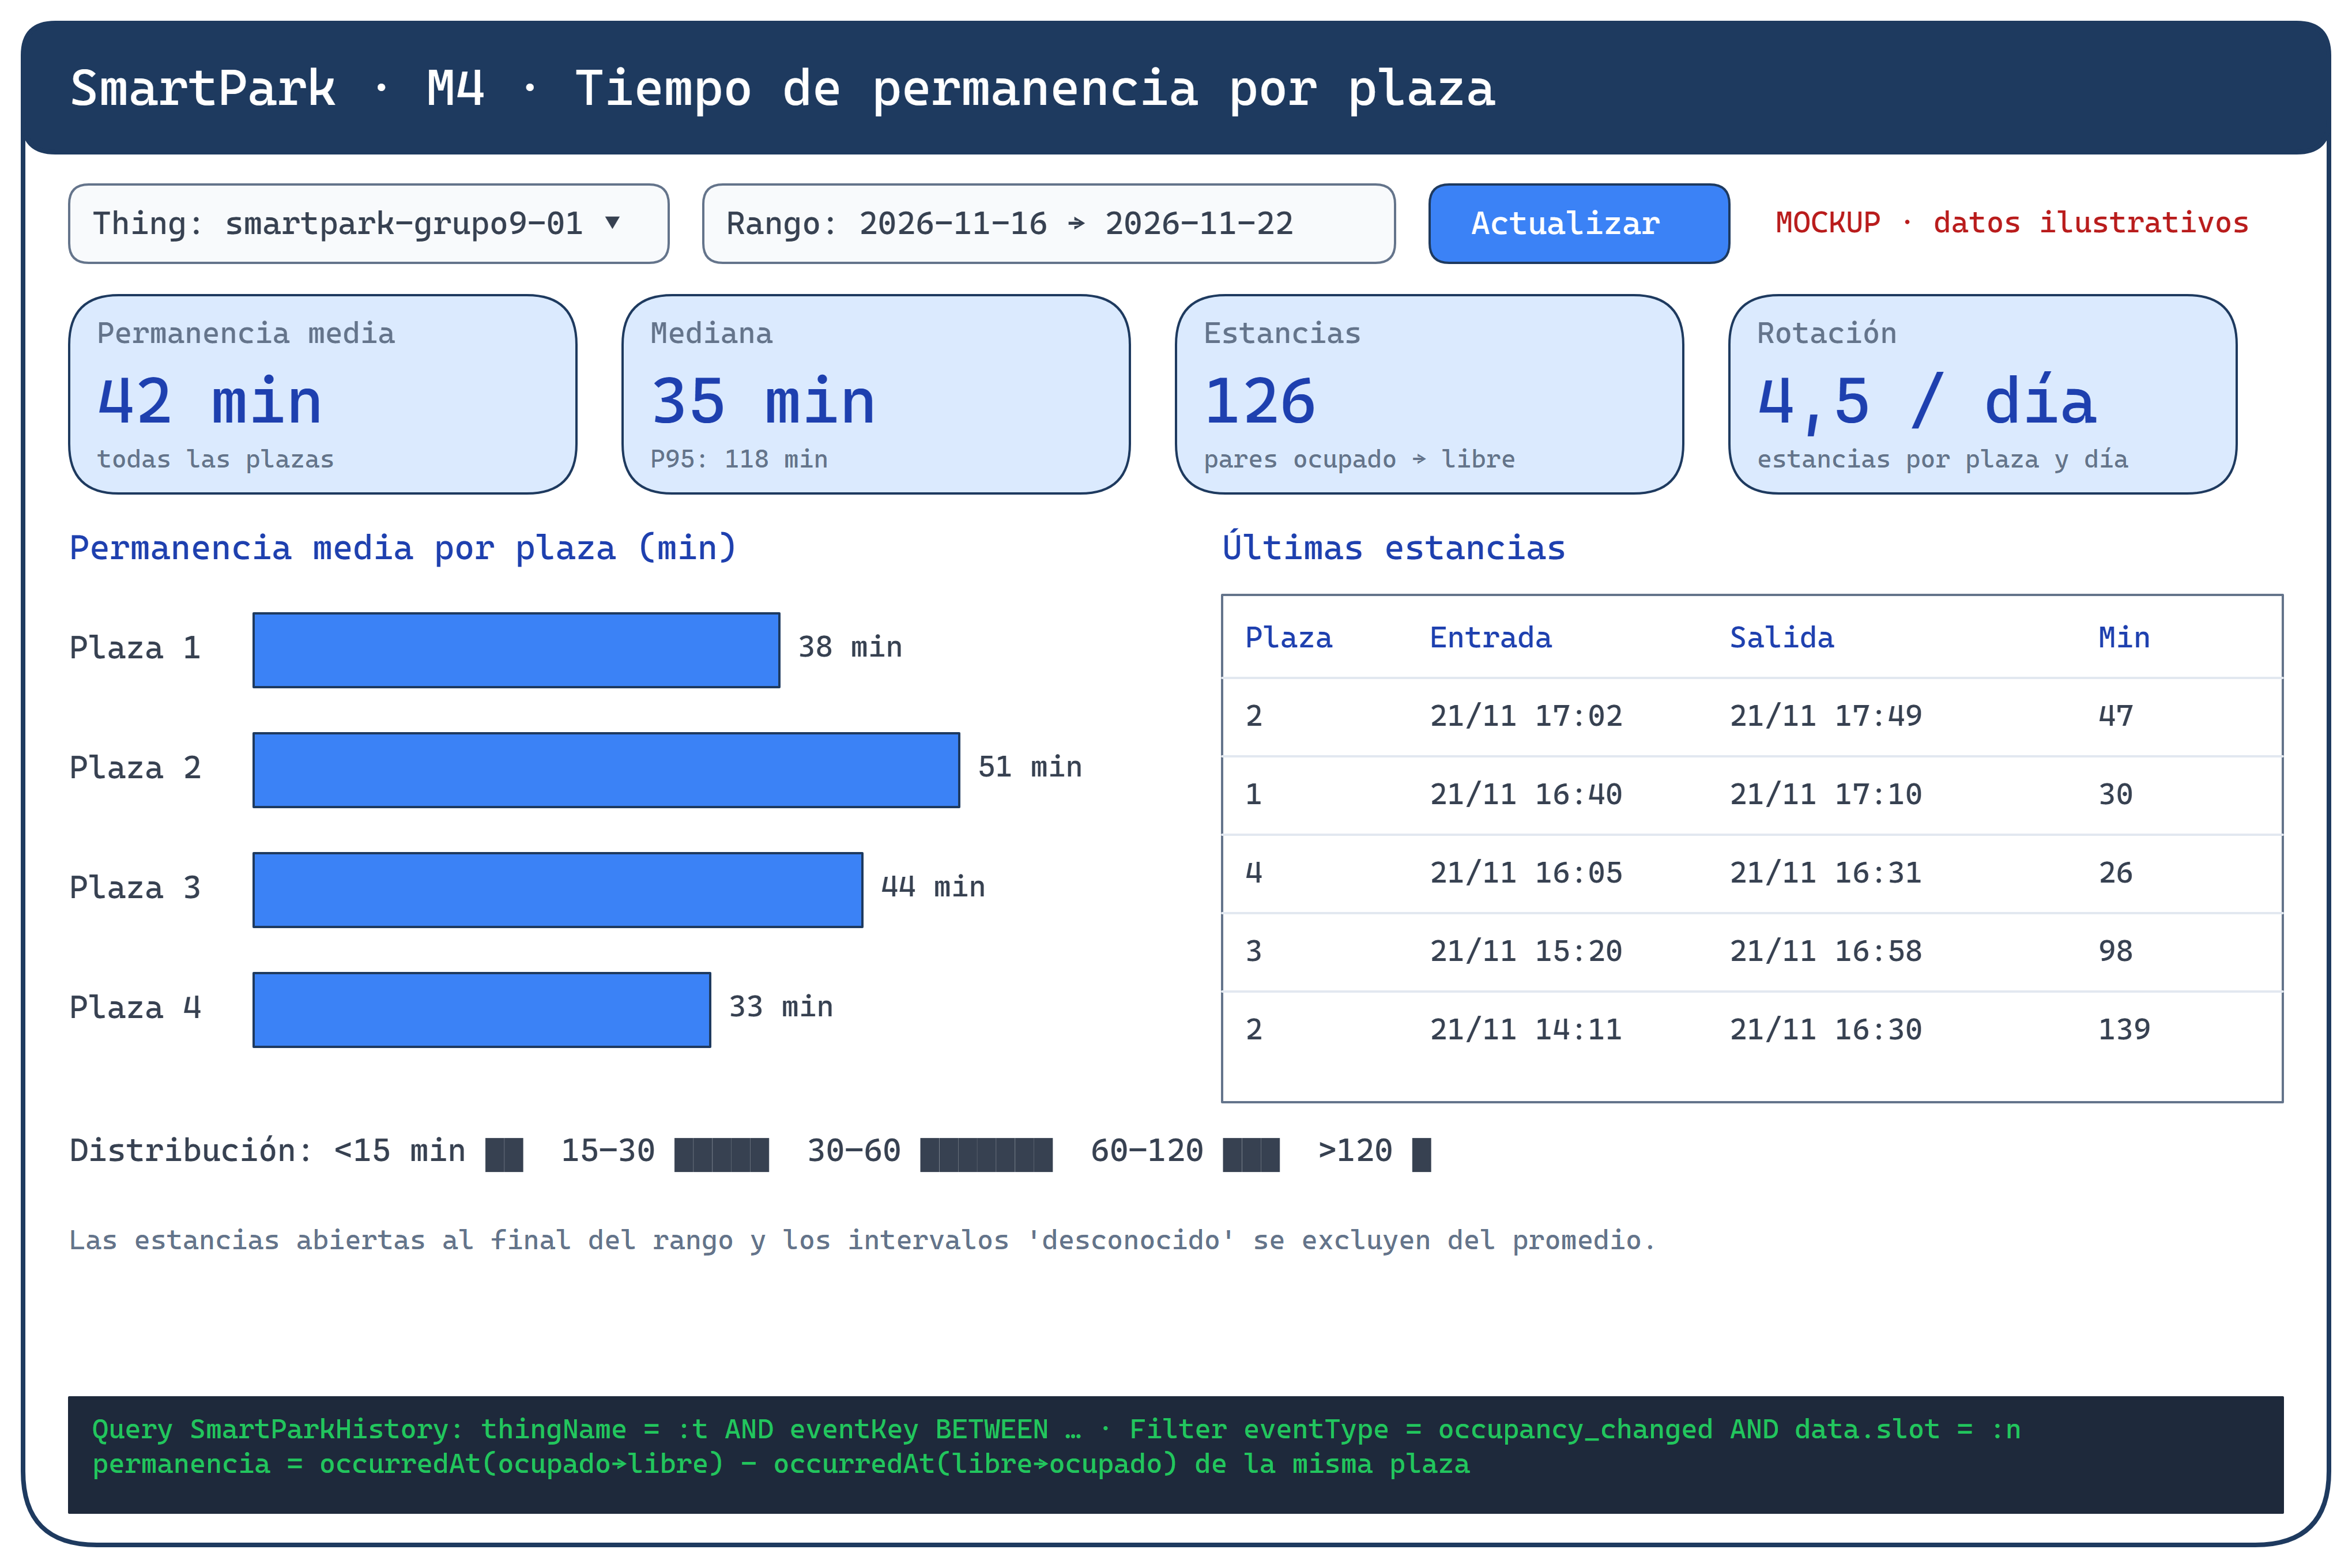 SmartPark · M4 · Tiempo de permanencia por plaza
Thing: smartpark-grupo9-01 ▼
Rango: 2026-11-16 → 2026-11-22
Actualizar
MOCKUP · datos ilustrativos
Permanencia media
42 min
todas las plazas
Mediana
35 min
P95: 118 min
Estancias
126
pares ocupado → libre
Rotación
4,5 / día
estancias por plaza y día
Permanencia media por plaza (min)
Plaza 1 38 min
Plaza 2 51 min
Plaza 3 44 min
Plaza 4 33 min
Últimas estancias
Plaza Entrada Salida Min
2 21/11 17:02 21/11 17:49 47
1 21/11 16:40 21/11 17:10 30
4 21/11 16:05 21/11 16:31 26
3 21/11 15:20 21/11 16:58 98
2 21/11 14:11 21/11 16:30 139
Distribución: <15 min ██ 15–30 █████ 30–60 ███████ 60–120 ███ >120 █
Las estancias abiertas al final del rango y los intervalos 'desconocido' se excluyen del promedio.
Query SmartParkHistory: thingName = :t AND eventKey BETWEEN … · Filter eventType = occupancy_changed AND data.slot = :n
permanencia = occurredAt(ocupado→libre) − occurredAt(libre→ocupado) de la misma plaza